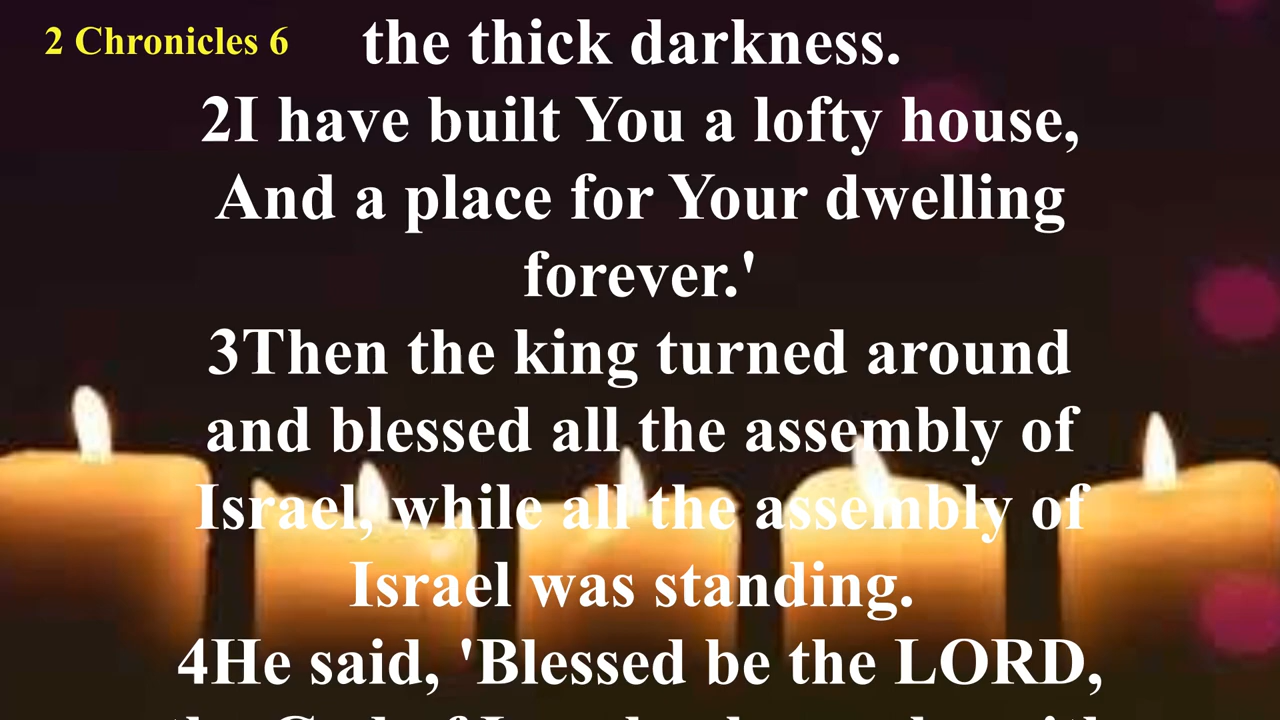 2 Chronicles 6
the thick darkness.
2I have built You a lofty house,
And a place for Your dwelling
forever.'
3Then the king turned around
and blessed all the assembly of
Israel, while all the assembly of
Israel was standing.
4He said, 'Blessed be the LORD,